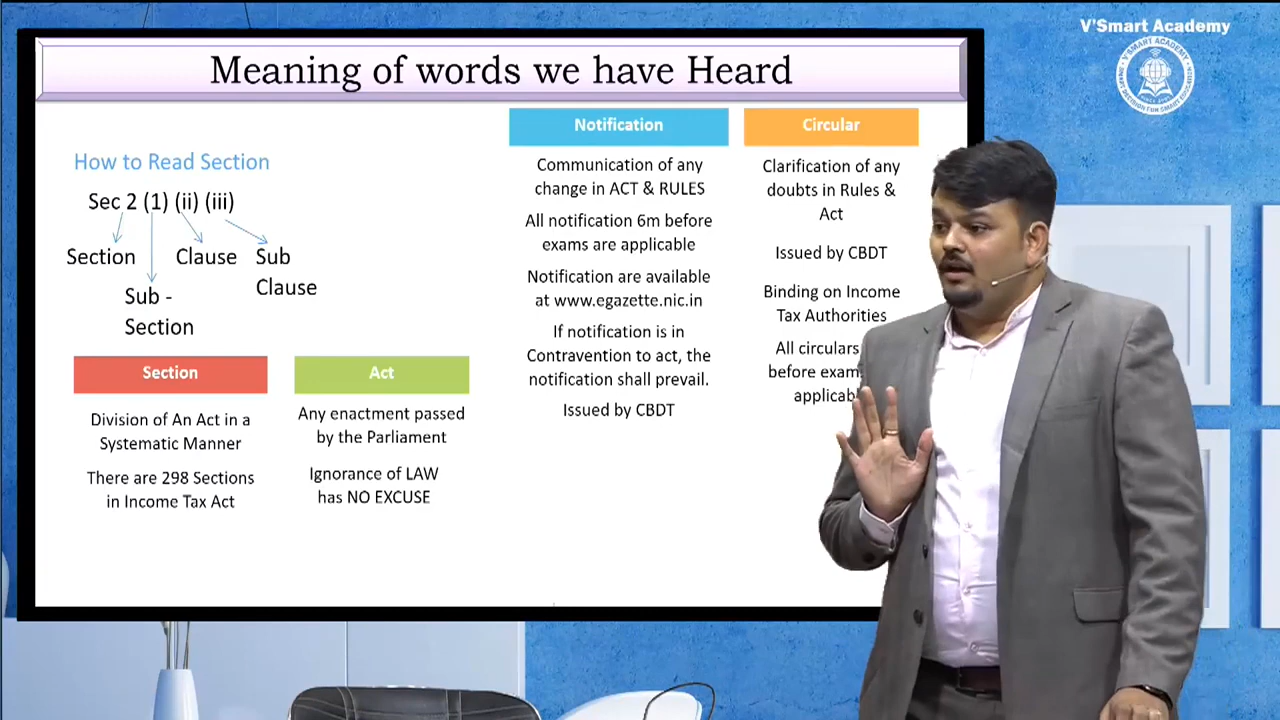 V'Smart Academy
V'SMART ACADEMY
Meaning of words we have Heard
How to Read Section
Sec 2 (1) (ii) (iii)
Section
Clause
Sub
Clause
Sub -
Section
Section
Division of An Act in a
Systematic Manner
There are 298 Sections
in Income Tax Act
Act
Any enactment passed
by the Parliament
Ignorance of LAW
has NO EXCUSE
Notification
Communication of any
change in ACT & RULES
All notification 6m before
exams are applicable
Notification are available
at www.egazette.nic.in
If notification is in
Contravention to act, the
notification shall prevail.
Issued by CBDT
Circular
Clarification of any
doubts in Rules &
Act
Issued by CBDT
Binding on Income
Tax Authorities
All circulars
before exam
applicab